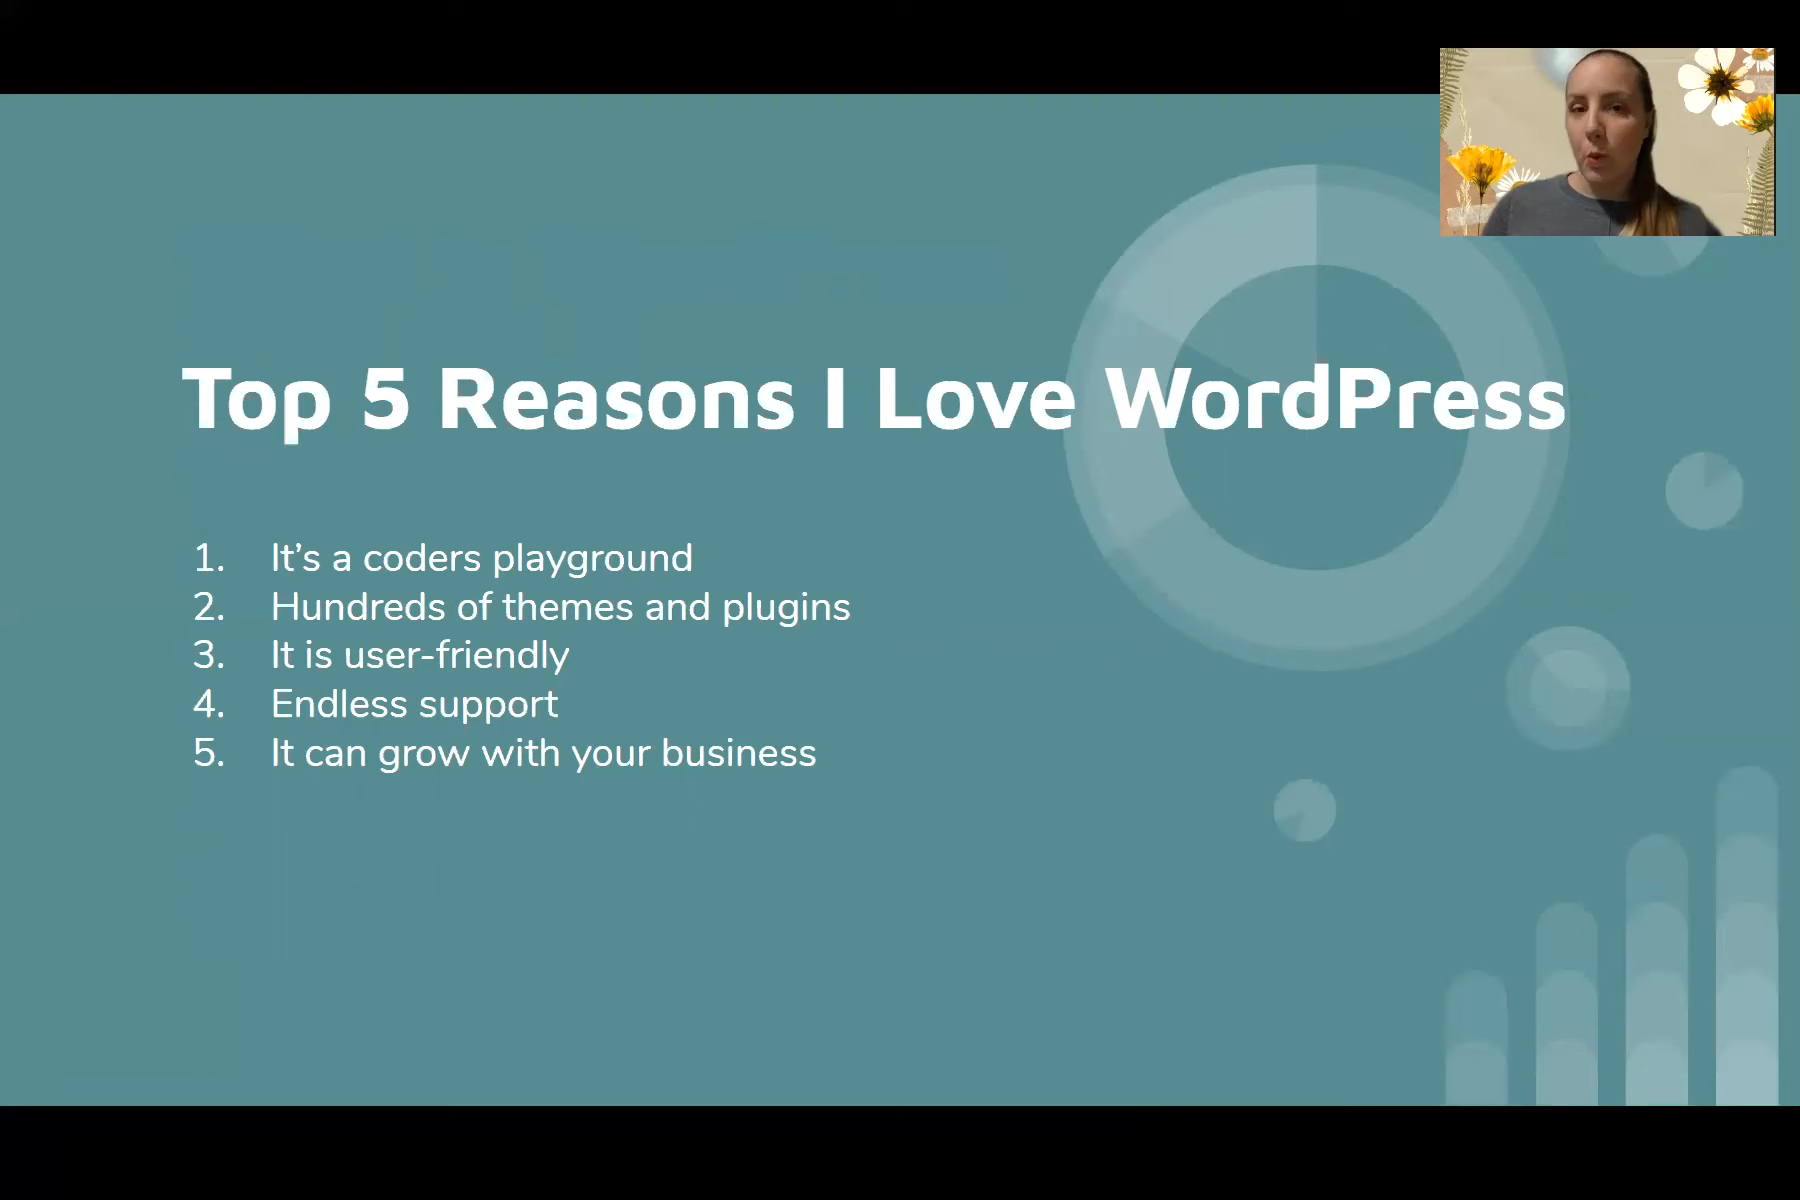 Top 5 Reasons I Love WordPress
1. It’s a coders playground
2. Hundreds of themes and plugins
3. It is user-friendly
4. Endless support
5. It can grow with your business